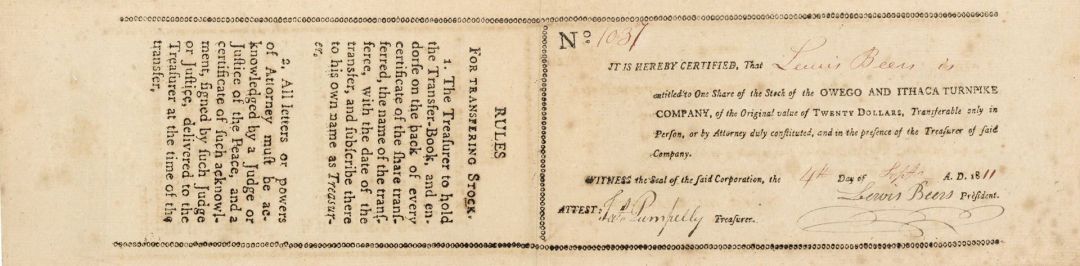 RULES
FOR TRANSFERING STOCK.
1. The Treaſurer to hold
the Transfer-Book, and en-
dorſe on the back of every
certificate of the ſhare tranſ-
ferred, the name of the tranſ-
feree, with the date of the
transfer, and ſubſcribe there
to his own name as Treasur-
er.
2. All letters or powers
of Attorney muſt be ac-
knowledged by a Judge or
Juſtice of the Peace, and a
certificate of ſuch acknowl-
ment, ſigned by ſuch Judge
or Juſtice, delivered to the
Treaſurer at the time of the
transfer.
No. 1037
IT IS HEREBY CERTIFIED, That Lewis Beers is
entitled to One Share of the Stock of the OWEGO AND ITHACA TURNPIKE
COMPANY, of the Original value of TWENTY DOLLARS, Transferable only in
Person, or by Attorney duly constituted, and in the presence of the Treasurer of said
Company.
WITNESS the Seal of the ſaid Corporation, the 4th Day of Sept. A. D. 1811
Lewis Beers Preſident.
ATTEST: Jas. Pumpelly Treasurer.